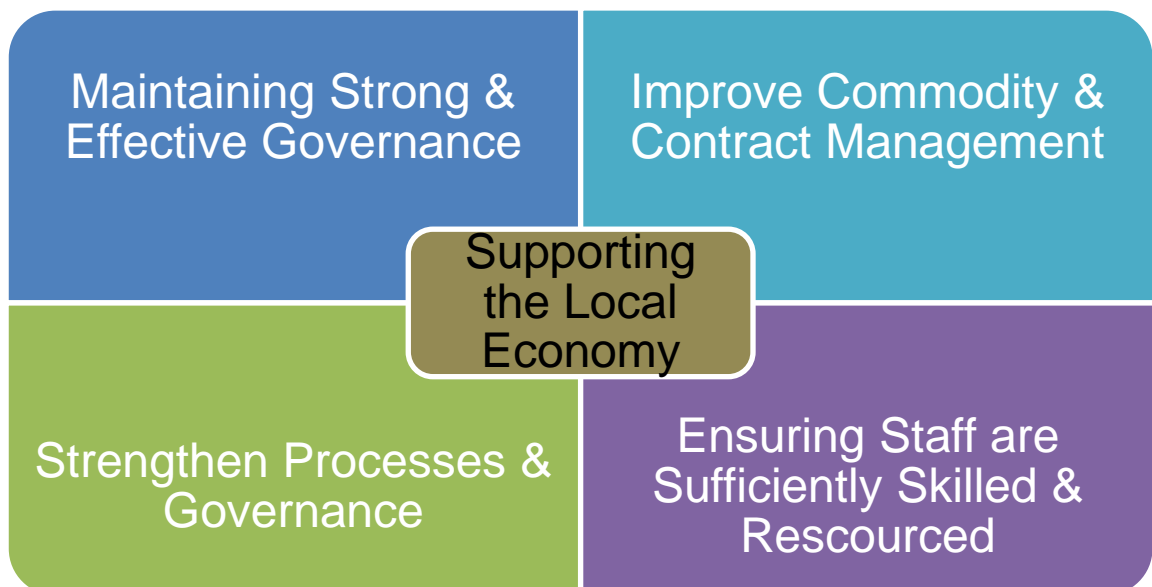 Maintaining Strong &
Effective Governance
Improve Commodity &
Contract Management
Supporting
the Local
Economy
Strengthen Processes &
Governance
Ensuring Staff are
Sufficiently Skilled &
Rescourced